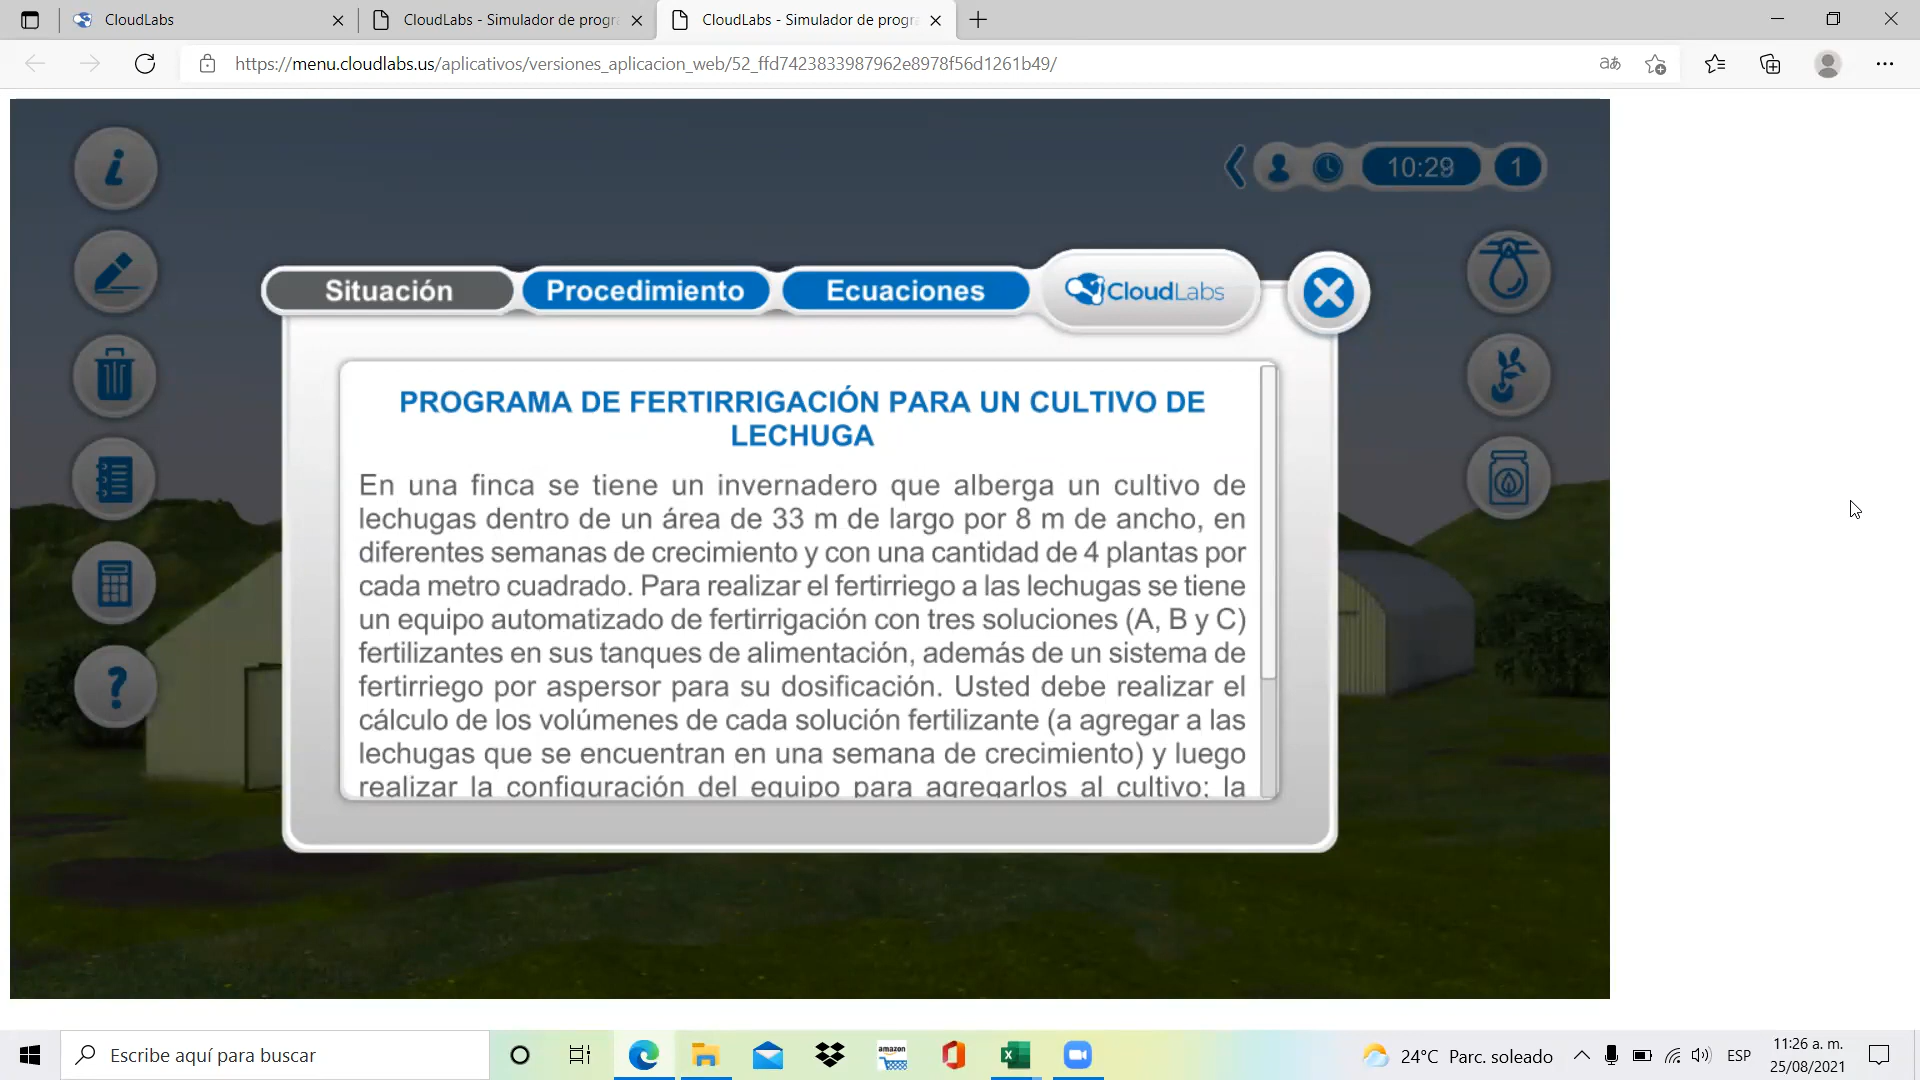 CloudLabs
CloudLabs - Simulador de progra
CloudLabs - Simulador de progra
https://menu.cloudlabs.us/aplicativos/versiones_aplicacion_web/52_ffd7423833987962e8978f56d1261b49/
10:29
1
Situación
Procedimiento
Ecuaciones
CloudLabs
PROGRAMA DE FERTIRRIGACIÓN PARA UN CULTIVO DE
LECHUGA
En una finca se tiene un invernadero que alberga un cultivo de
lechugas dentro de un área de 33 m de largo por 8 m de ancho, en
diferentes semanas de crecimiento y con una cantidad de 4 plantas por
cada metro cuadrado. Para realizar el fertirriego a las lechugas se tiene
un equipo automatizado de fertirrigación con tres soluciones (A, B y C)
fertilizantes en sus tanques de alimentación, además de un sistema de
fertirriego por aspersor para su dosificación. Usted debe realizar el
cálculo de los volúmenes de cada solución fertilizante (a agregar a las
lechugas que se encuentran en una semana de crecimiento) y luego
realizar la configuración del equipo para agregarlos al cultivo; la
Escribe aquí para buscar
amazon
24°C Parc. soleado
ESP
11:26 a. m.
25/08/2021